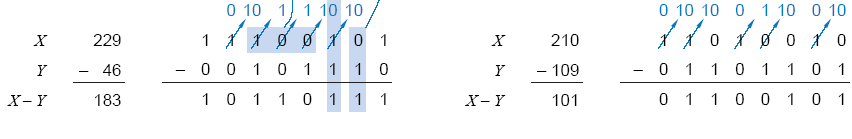 0 10 1 1 10 10
X 229 1 1 1 0 0 1 0 1
Y – 46 – 0 0 1 0 1 1 1 0
X – Y 183 1 0 1 1 0 1 1 1
0 10 10 0 1 10 0 10
X 210 1 1 0 1 0 0 1 0
Y – 109 – 0 1 1 0 1 1 0 1
X – Y 101 0 1 1 0 0 1 0 1